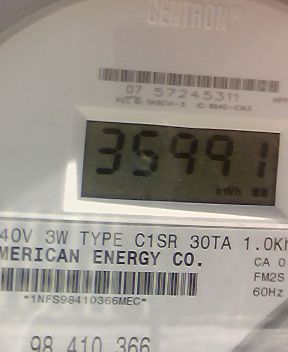 CENTRON®
07 57245311
35991
kWh
40V 3W TYPE C1SR 30TA 1.0Kh
MERICAN ENERGY CO.
CA 0
FM2S
60Hz
*1NFS98410366MEC*
98 410 366